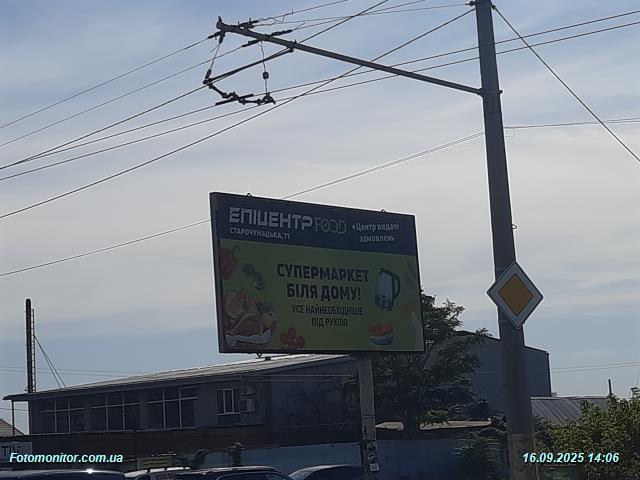 ЕПІЦЕНТР FOOD
СТАРОЧУМАЦЬКА, 71
+Центр видачі
замовлень
СУПЕРМАРКЕТ
БІЛЯ ДОМУ!
УСЕ НАЙНЕОБХІДНІШЕ
ПІД РУКОЮ
Fotomonitor.com.ua
16.09.2025 14:06